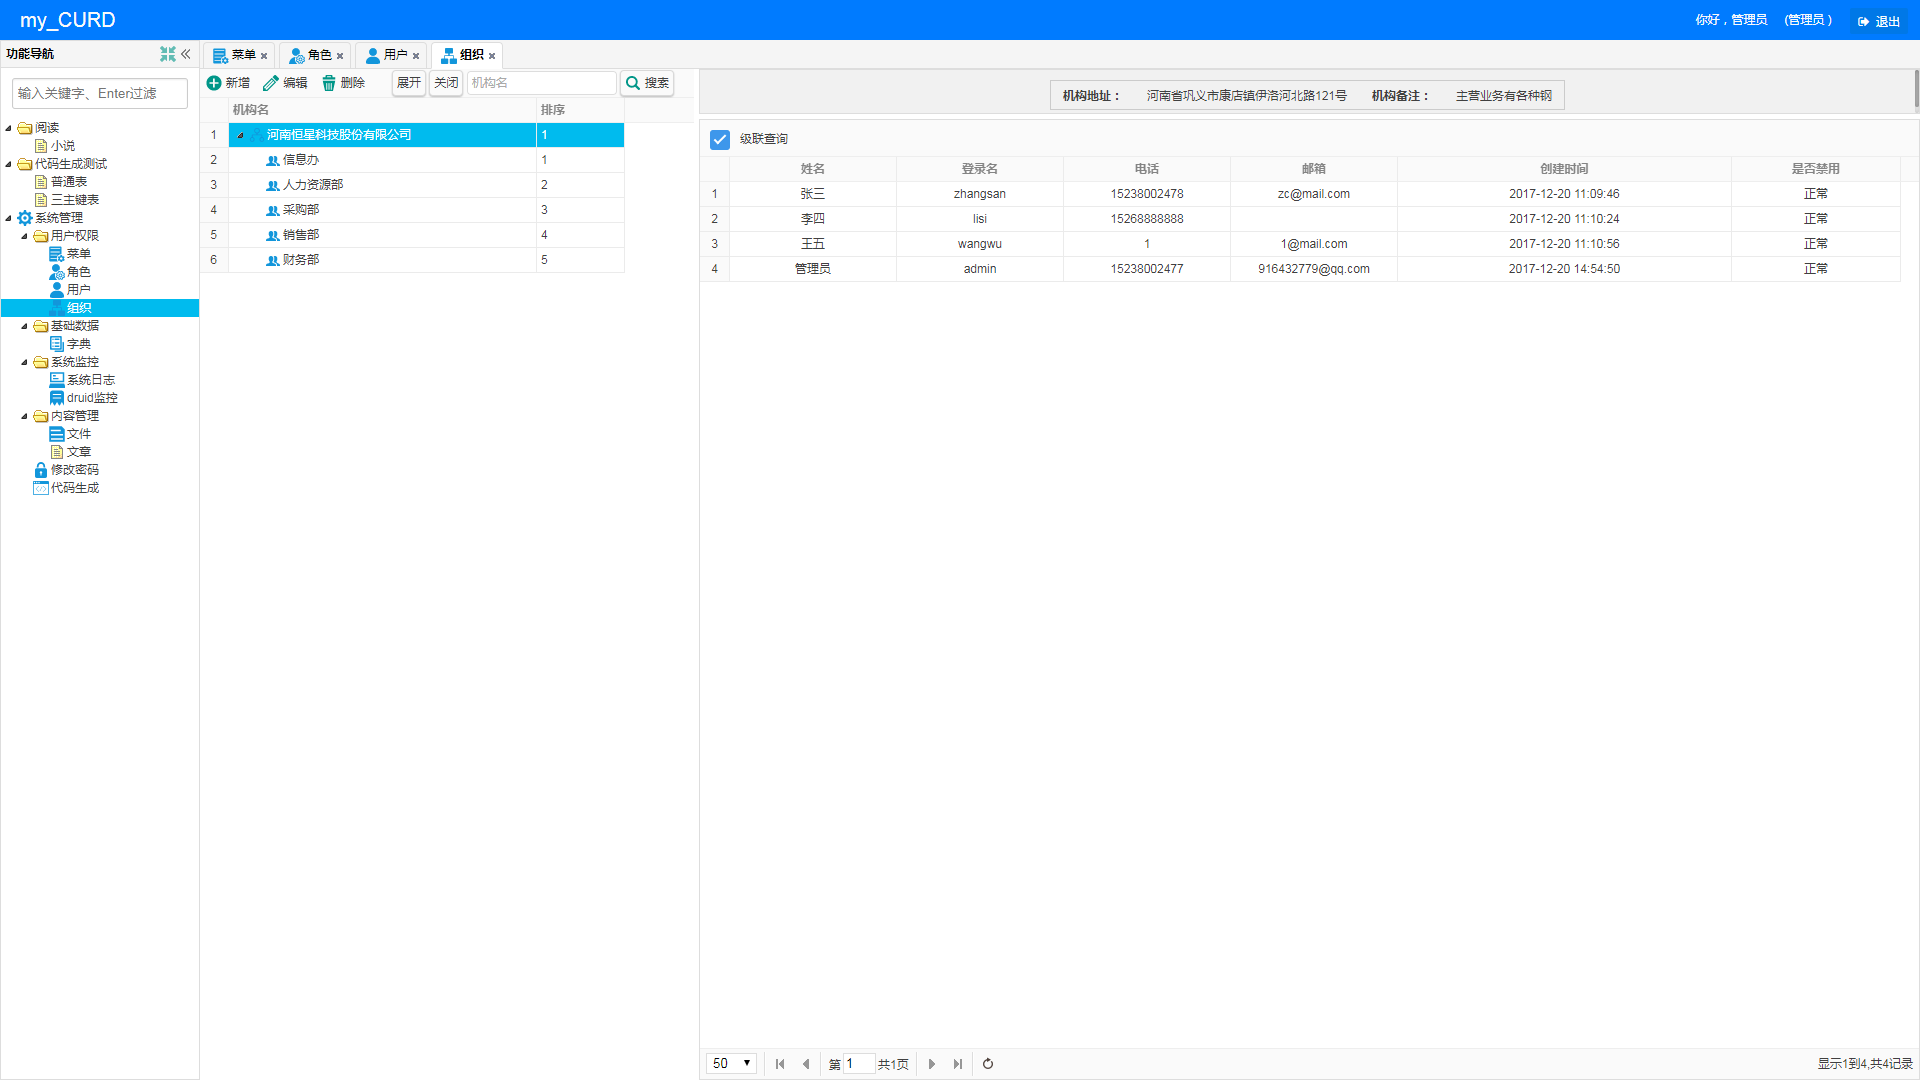 my_CURD
你好，管理员 (管理员 )
退出
功能导航
输入关键字、Enter过滤
阅读
小说
代码生成测试
普通表
三主键表
系统管理
用户权限
菜单
角色
用户
组织
基础数据
字典
系统监控
系统日志
druid监控
内容管理
文件
文章
修改密码
代码生成
菜单 角色 用户 组织
新增 编辑 删除 展开 关闭 机构名 搜索
机构名 排序
1 河南恒星科技股份有限公司 1
2 信息办 1
3 人力资源部 2
4 采购部 3
5 销售部 4
6 财务部 5
机构地址： 河南省巩义市康店镇伊洛河北路121号 机构备注： 主营业务有各种钢
级联查询
姓名 登录名 电话 邮箱 创建时间 是否禁用
1 张三 zhangsan 15238002478 zc@mail.com 2017-12-20 11:09:46 正常
2 李四 lisi 15268888888 2017-12-20 11:10:24 正常
3 王五 wangwu 1 1@mail.com 2017-12-20 11:10:56 正常
4 管理员 admin 15238002477 916432779@qq.com 2017-12-20 14:54:50 正常
50 第 1 共1页
显示1到4,共4记录